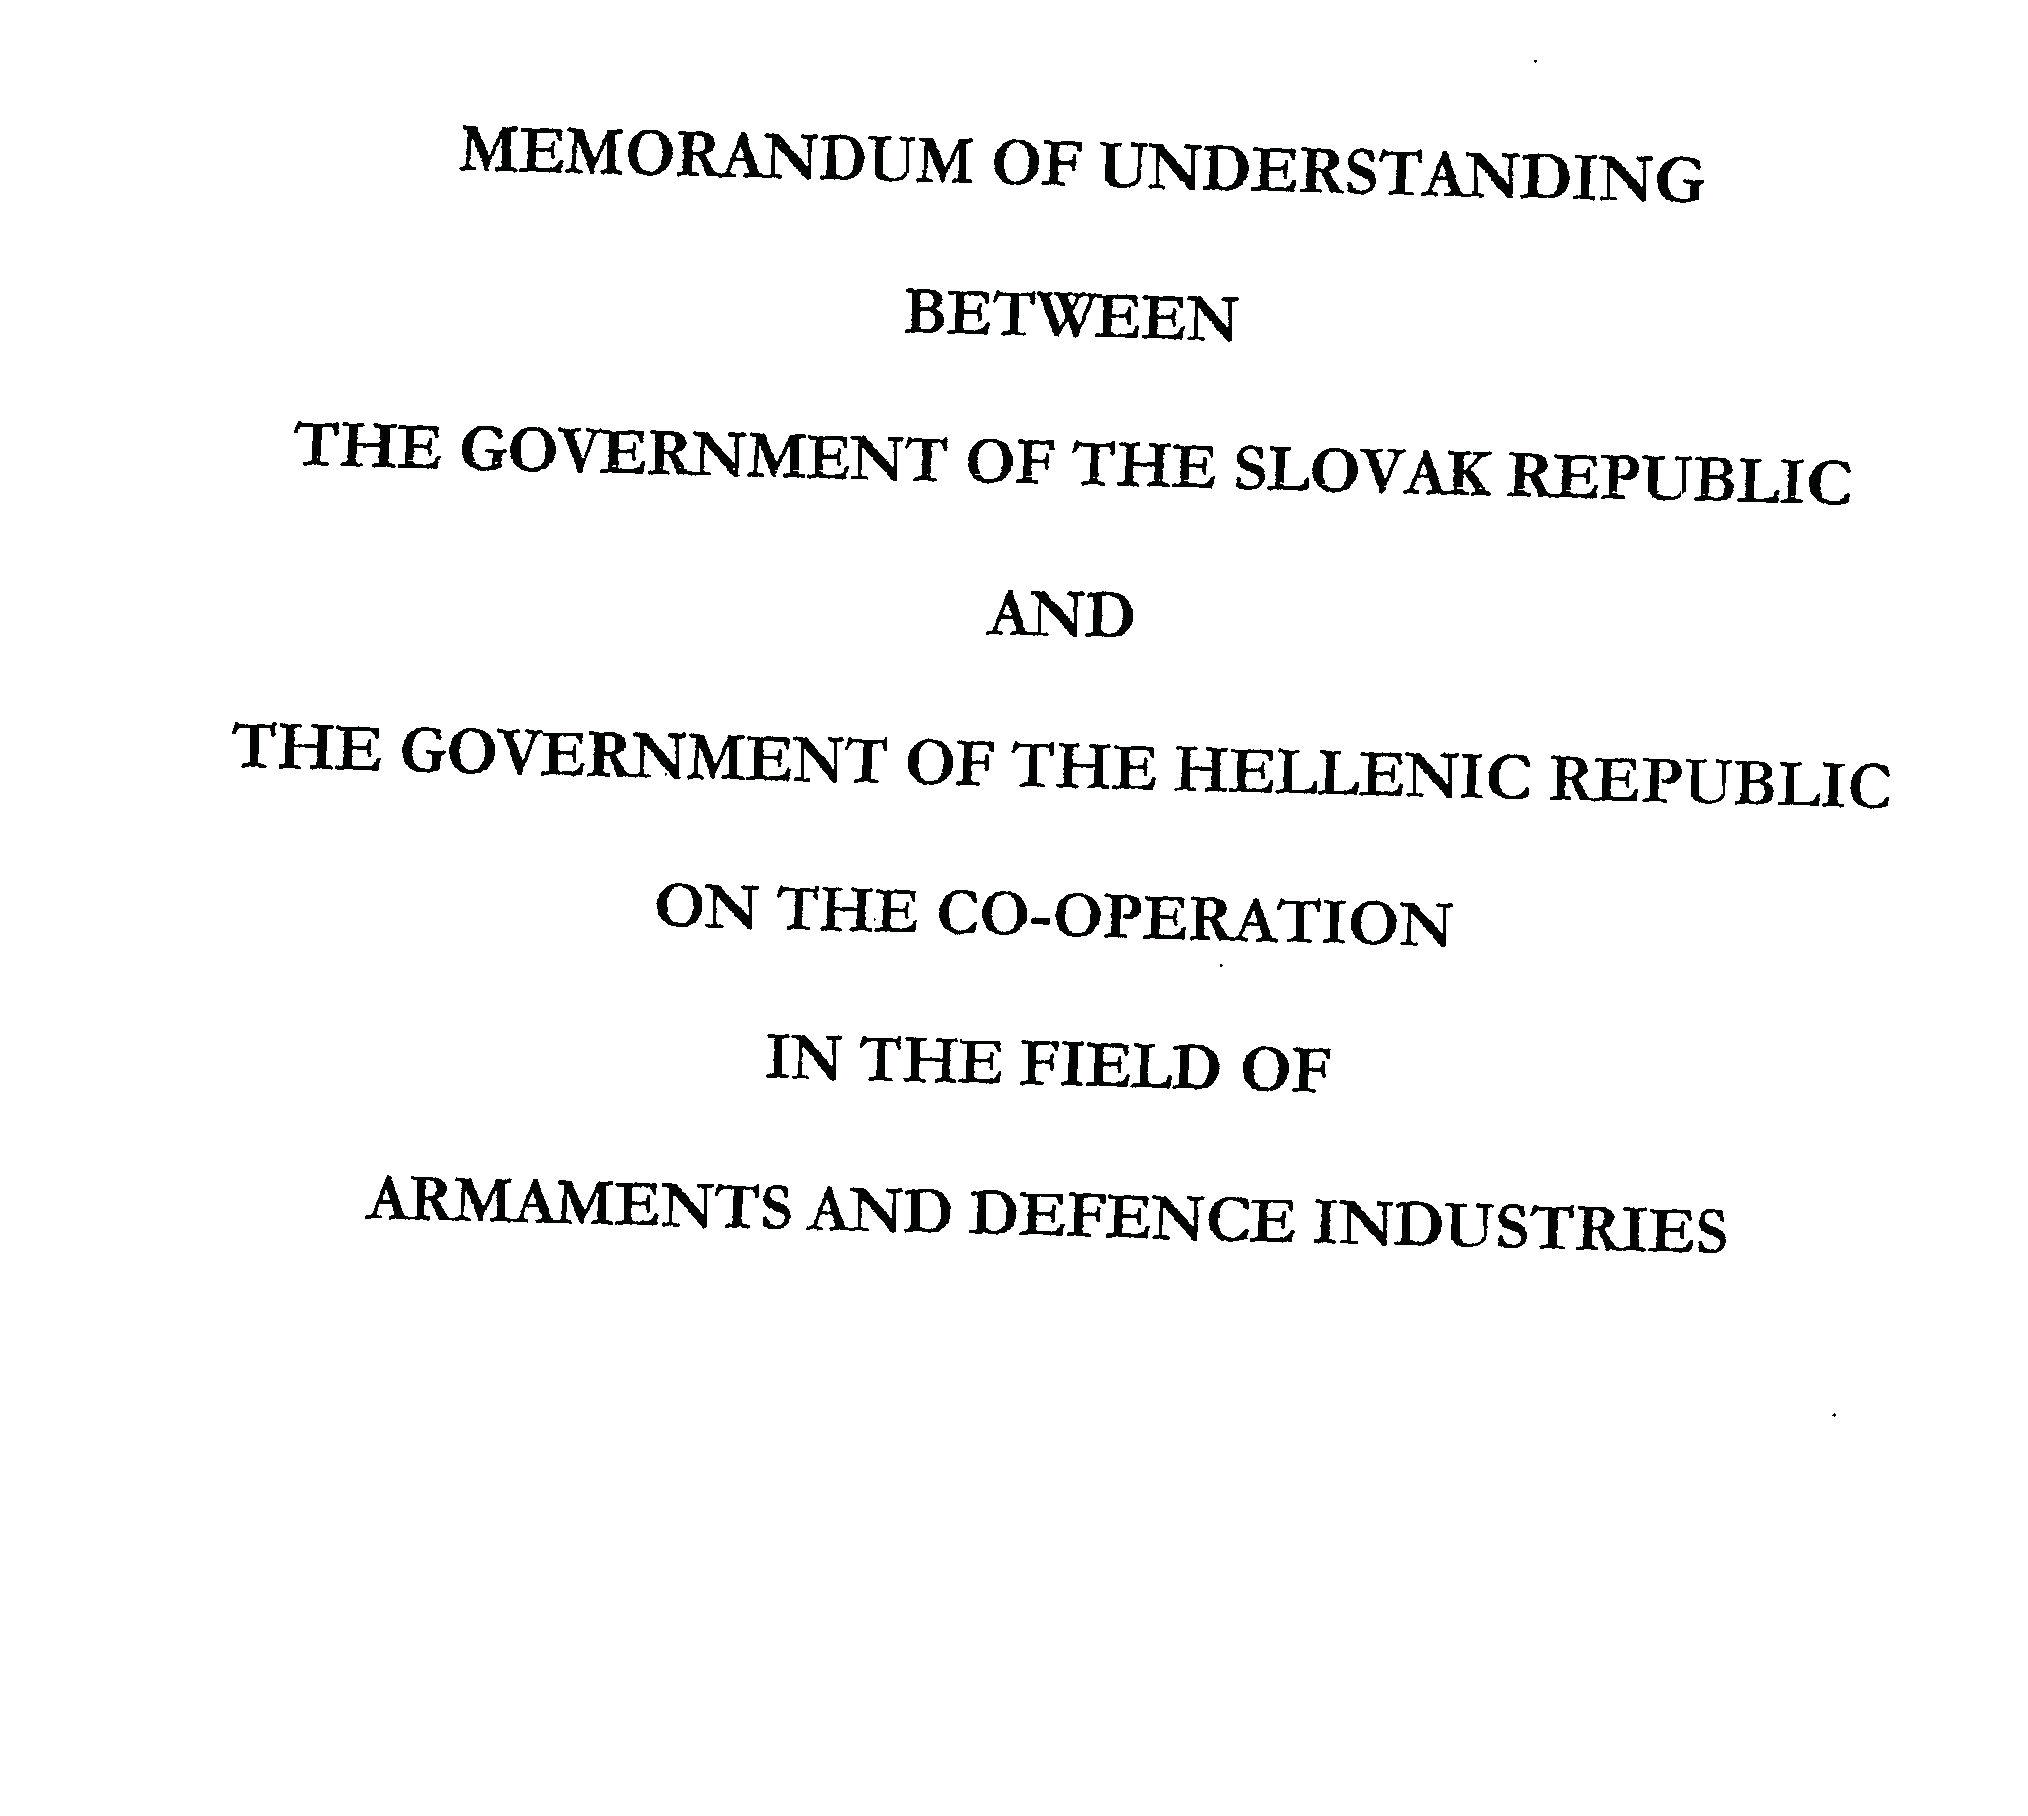 MEMORANDUM OF UNDERSTANDING
BETWEEN
THE GOVERNMENT OF THE SLOVAK REPUBLIC
AND
THE GOVERNMENT OF THE HELLENIC REPUBLIC
ON THE CO-OPERATION
IN THE FIELD OF
ARMAMENTS AND DEFENCE INDUSTRIES